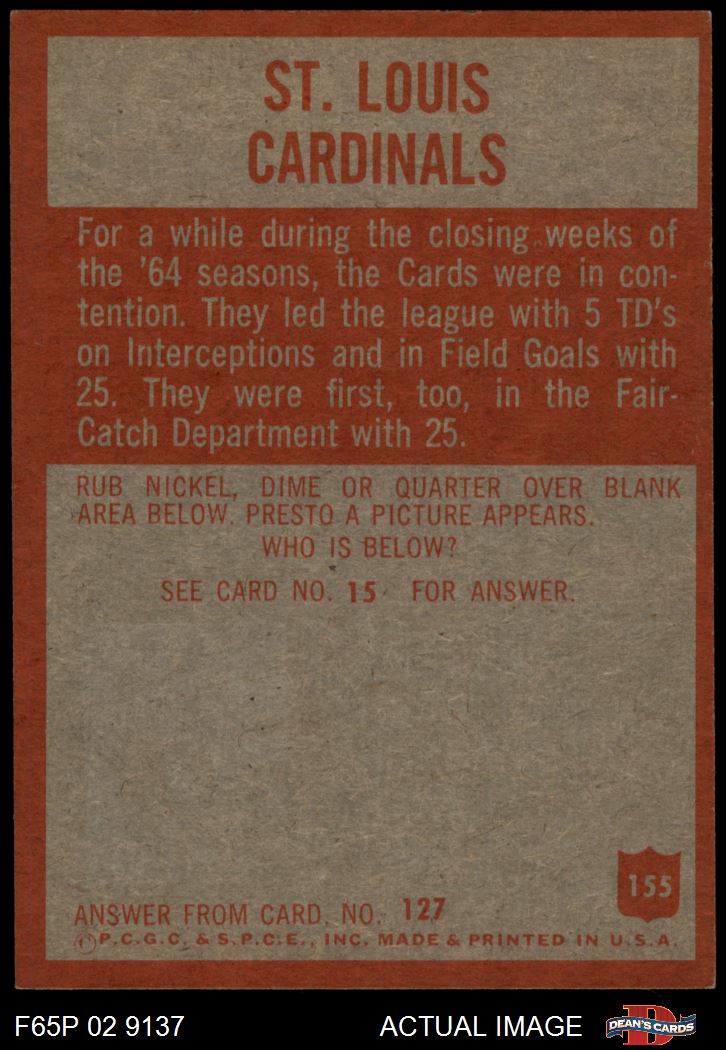 ST. LOUIS
CARDINALS
For a while during the closing weeks of
the '64 seasons, the Cards were in con-
tention. They led the league with 5 TD's
on Interceptions and in Field Goals with
25. They were first, too, in the Fair-
Catch Department with 25.
RUB NICKEL, DIME OR QUARTER OVER BLANK
AREA BELOW. PRESTO A PICTURE APPEARS.
WHO IS BELOW?
SEE CARD NO. 15 FOR ANSWER.
155
ANSWER FROM CARD. NO. 127
©P.C.G.C. & S.P.C.E., INC. MADE & PRINTED IN U.S.A.
F65P 02 9137
ACTUAL IMAGE
D
DEAN'S CARDS